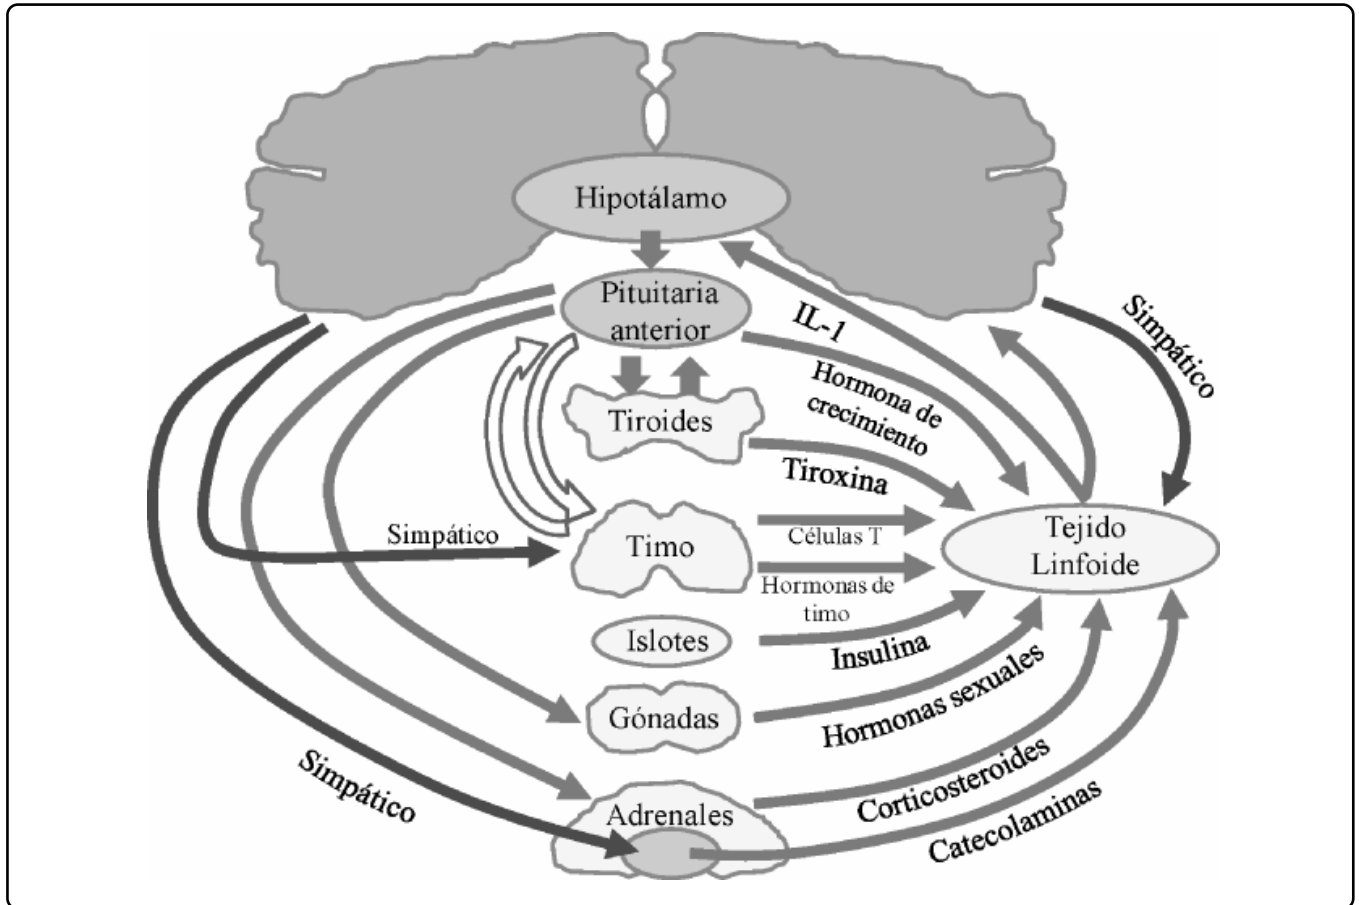 Hipotálamo
Pituitaria
anterior
IL-1
Simpático
Hormona de
crecimiento
Tiroides
Tiroxina
Simpático
Timo
Células T
Hormonas de
timo
Tejido
Linfoide
Islotes
Insulina
Gónadas
Hormonas sexuales
Simpático
Adrenales
Corticosteroides
Catecolaminas